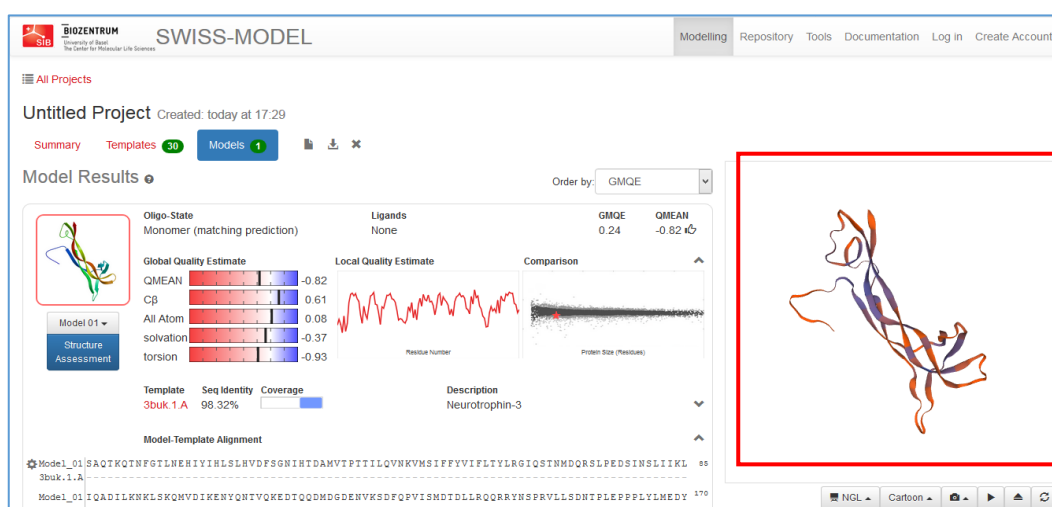 SIB
BIOZENTRUM
University of Basel
The Center for Molecular Life Sciences
SWISS-MODEL
Modelling Repository Tools Documentation Log in Create Account
All Projects
Untitled Project Created: today at 17:29
Summary Templates 30 Models 1
Model Results
Order by: GMQE
Oligo-State Ligands GMQE QMEAN
Monomer (matching prediction) None 0.24 -0.82
Global Quality Estimate Local Quality Estimate Comparison
QMEAN -0.82
Cβ 0.61
All Atom 0.08
solvation -0.37
torsion -0.93
Residue Number
Protein Size (Residues)
Model 01
Structure
Assessment
Template Seq Identity Coverage Description
3buk.1.A 98.32% Neurotrophin-3
Model-Template Alignment
Model_01 SAQTKQTNFGTLNEHIYIHLSLHVDFSGNIHTDAMVTPTTILQVNKVMSIFFYVIFLTYLRGIQSTNMDQRSLPEDSINSLIIKL 85
3buk.1.A -------------------------------------------------------------------------------------
Model_01 IQADILKNKLSKQMVDIKENYQNTVQKEDTQQDMDGDENVKSDFQPVISMDTDLLRQQRRYNSPRVLLSDNTPLEPPPLYLMEDY 170
NGL Cartoon